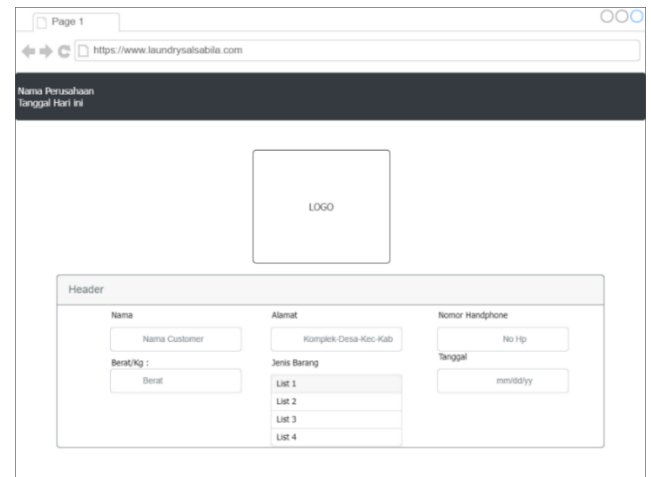 Page 1
https://www.laundrysalsabila.com
Nama Perusahaan
Tanggal Hari ini
LOGO
Header
Nama
Alamat
Nomor Handphone
Nama Customer
Komplek-Desa-Kec-Kab
No Hp
Berat/Kg :
Jenis Barang
Tanggal
Berat
List 1
mm/dd/yy
List 2
List 3
List 4